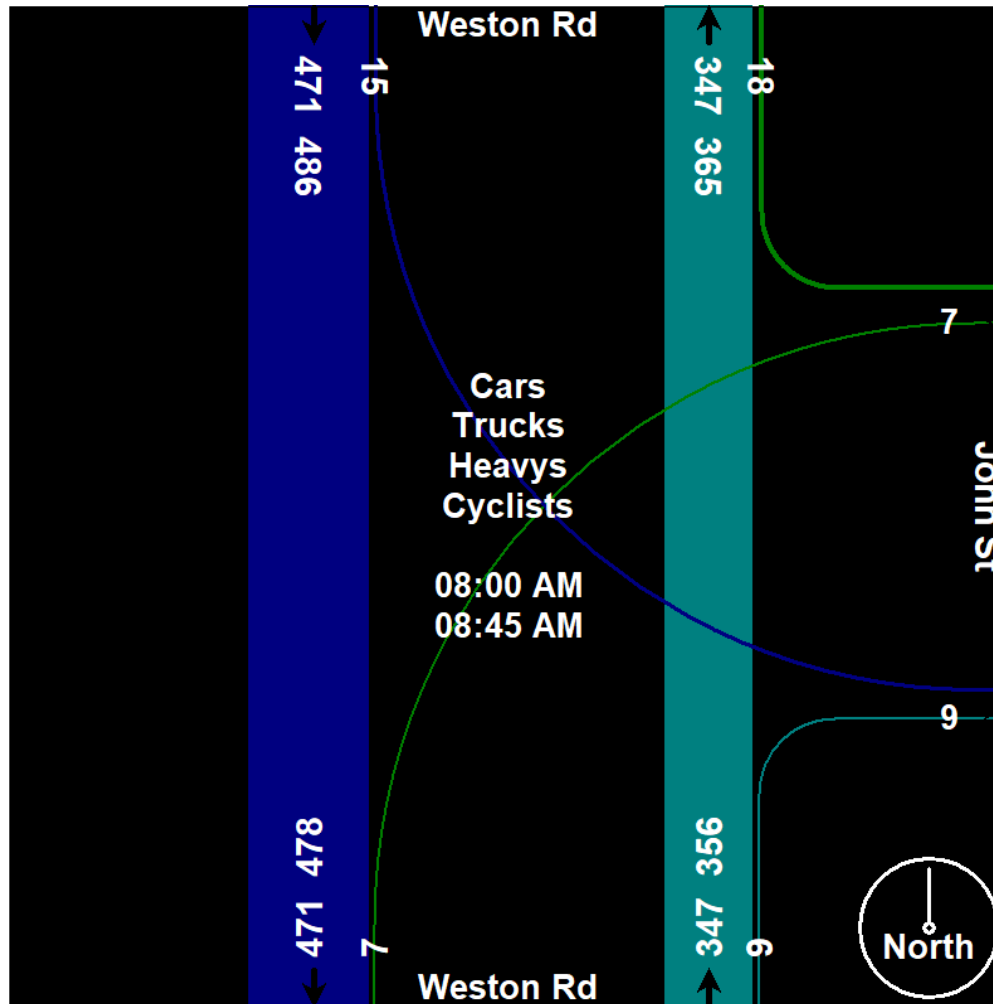 Weston Rd
471 486
15
347 365
18
7
Cars
Trucks
Heavys
Cyclists
John St
08:00 AM
08:45 AM
9
471 478
7
347 356
9
North
Weston Rd